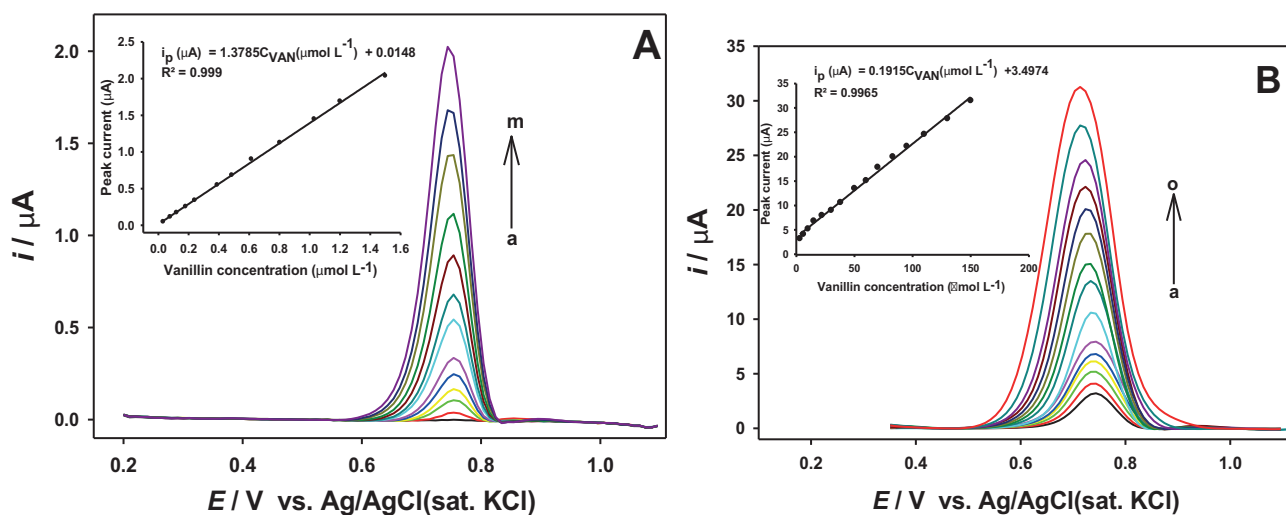 A
i_p (μA) = 1.3785C_VAN(μmol L⁻¹) + 0.0148
R² = 0.999
Peak current (μA)
2.5
2.0
1.5
1.0
0.5
0.0
0.0 0.2 0.4 0.6 0.8 1.0 1.2 1.4 1.6
Vanillin concentration (μmol L⁻¹)
m
a
i / μA
2.0
1.5
1.0
0.5
0.0
0.2 0.4 0.6 0.8 1.0
E / V vs. Ag/AgCl(sat. KCl)
B
i_p (μA) = 0.1915C_VAN(μmol L⁻¹) +3.4974
R² = 0.9965
Peak current (μA)
40
35
30
25
20
15
10
5
0
0 50 100 150 200
Vanillin concentration (□mol L⁻¹)
o
a
i / μA
35
30
25
20
15
10
5
0
0.2 0.4 0.6 0.8 1.0
E / V vs. Ag/AgCl(sat. KCl)